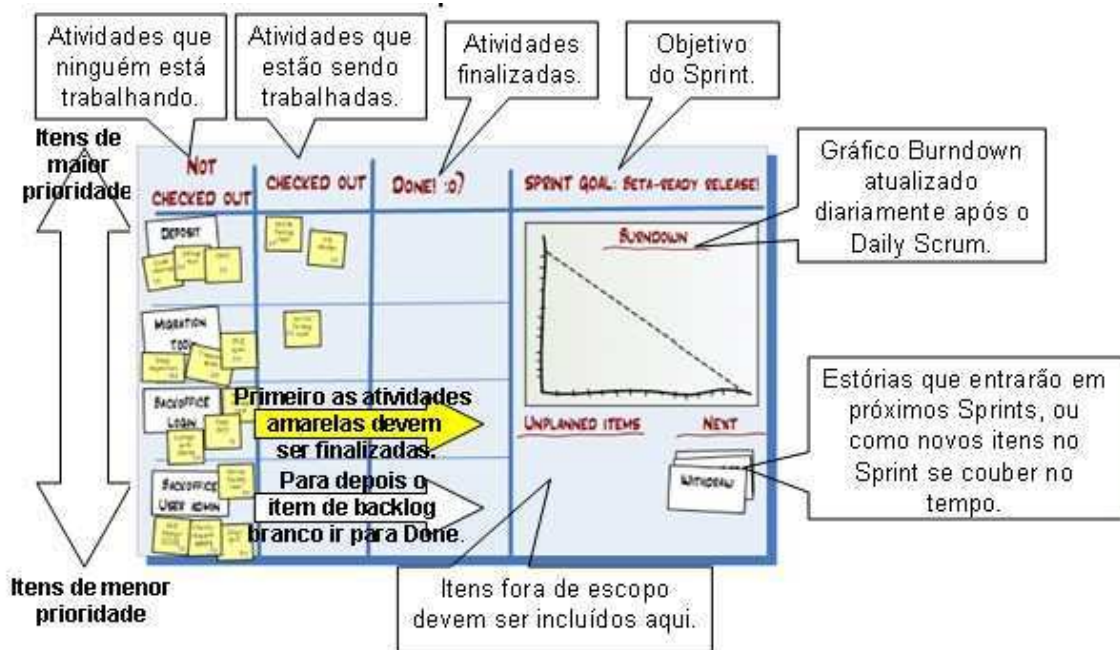 Atividades que
ninguém está
trabalhando.
Atividades que
estão sendo
trabalhadas.
Atividades
finalizadas.
Objetivo
do Sprint.
Itens de
maior
prioridade
NOT
CHECKED OUT
CHECKED OUT
DONE! :o)
SPRINT GOAL: BETA-READY RELEASE!
Gráfico Burndown
atualizado
diariamente após o
Daily Scrum.
DEPOSIT
BURNDOWN
MIGRATION
TOOL
BACKOFFICE
LOGIN
Primeiro as atividades
amarelas devem
ser finalizadas.
UNPLANNED ITEMS
NEXT
Estórias que entrarão em
próximos Sprints, ou
como novos itens no
Sprint se couber no
tempo.
BACKOFFICE
USER ADMIN
Para depois o
item de backlog
branco ir para Done.
WITHDRAW
Itens de menor
prioridade
Itens fora de escopo
devem ser incluídos aqui.